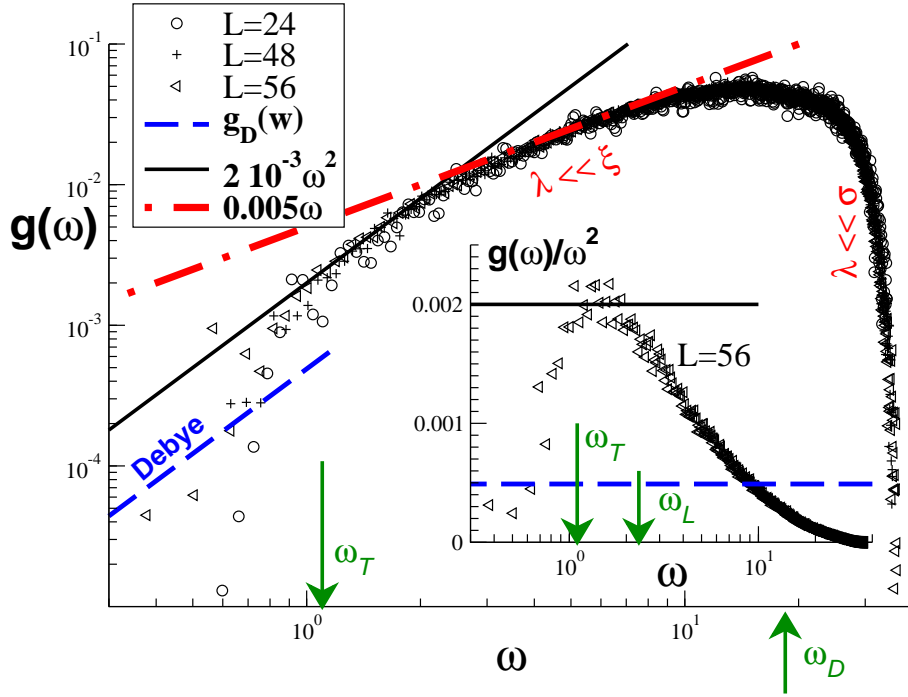 L=24
L=48
L=56
g_D(w)
2 10^-3ω^2
0.005ω
10^-1
10^-2
10^-3
10^-4
g(ω)
λ << ξ
λ << σ
Debye
ω_T
g(ω)/ω^2
L=56
0.002
0.001
0
ω_T
ω_L
10^0
10^1
ω
10^0
10^1
ω
ω_D